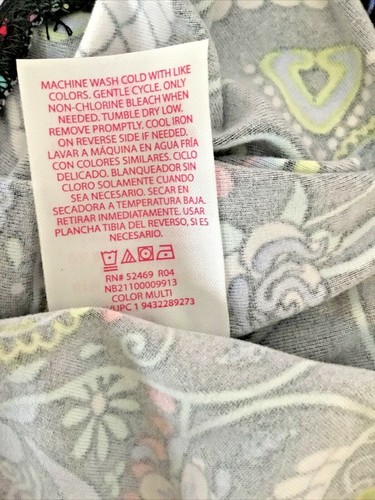 MACHINE WASH COLD WITH LIKE
COLORS. GENTLE CYCLE. ONLY
NON-CHLORINE BLEACH WHEN
NEEDED. TUMBLE DRY LOW.
REMOVE PROMPTLY. COOL IRON
ON REVERSE SIDE IF NEEDED.
LAVAR A MÁQUINA EN AGUA FRÍA
CON COLORES SIMILARES. CICLO
DELICADO. BLANQUEADOR SIN
CLORO SOLAMENTE CUANDO
SEA NECESARIO. SECAR EN
SECADORA A TEMPERATURA BAJA.
RETIRAR INMEDIATAMENTE. USAR
PLANCHA TIBIA DEL REVERSO, SI ES
NECESARIO.
RN# 52469 R04
NB21100009913
COLOR MULTI
UPC 1 9432289273